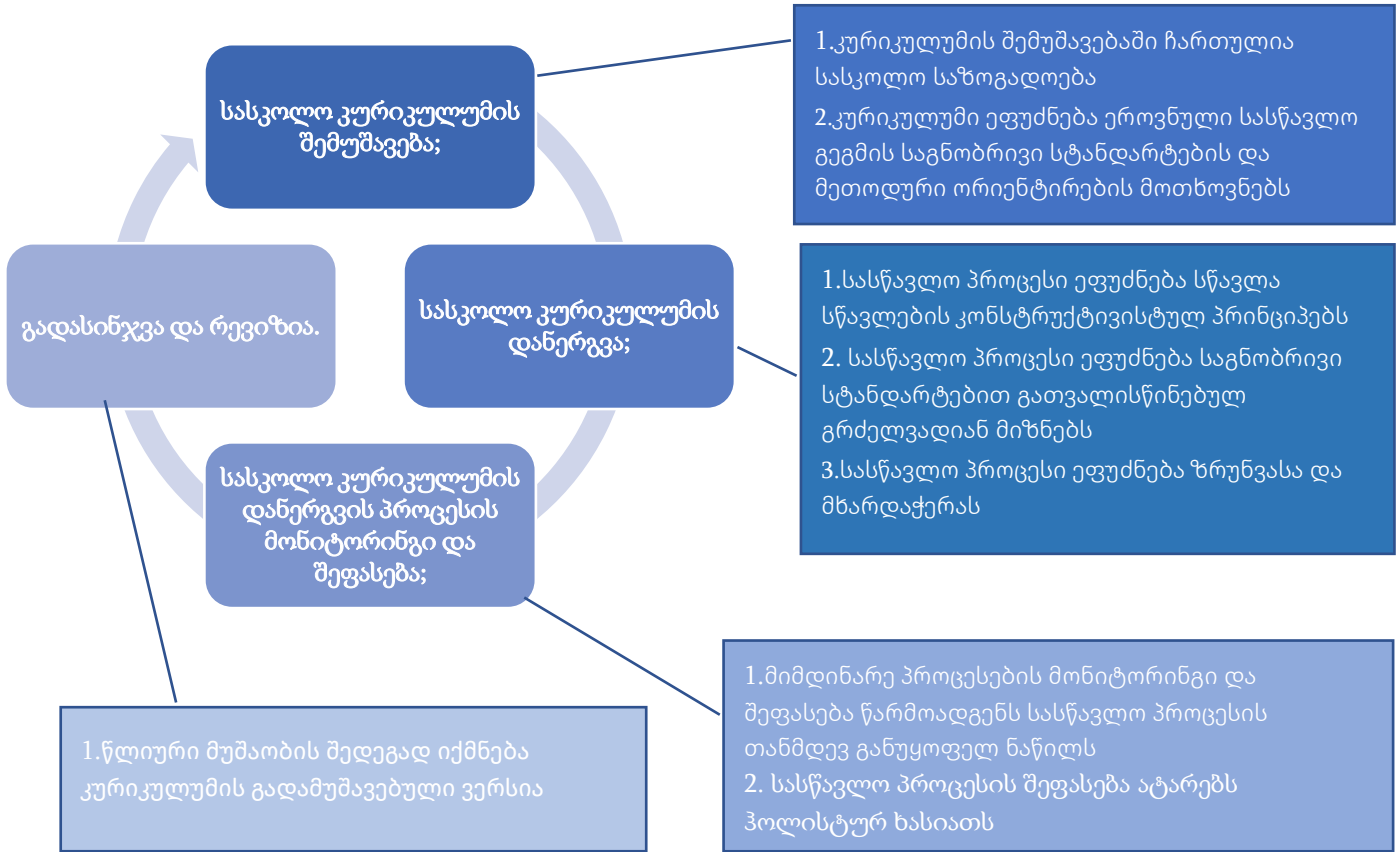 სასკოლო კურიკულუმის
შემუშავება;
1.კურიკულუმის შემუშავებაში ჩართულია
სასკოლო საზოგადოება
2.კურიკულუმი ეფუძნება ეროვნული სასწავლო
გეგმის საგნობრივი სტანდარტების და
მეთოდური ორიენტირების მოთხოვნებს
სასკოლო კურიკულუმის
დანერგვა;
1.სასწავლო პროცესი ეფუძნება სწავლა
სწავლების კონსტრუქტივისტულ პრინციპებს
2. სასწავლო პროცესი ეფუძნება საგნობრივი
სტანდარტებით გათვალისწინებულ
გრძელვადიან მიზნებს
3.სასწავლო პროცესი ეფუძნება ზრუნვასა და
მხარდაჭერას
სასკოლო კურიკულუმის
დანერგვის პროცესის
მონიტორინგი და
შეფასება;
1.მიმდინარე პროცესების მონიტორინგი და
შეფასება წარმოადგენს სასწავლო პროცესის
თანმდევ განუყოფელ ნაწილს
2. სასწავლო პროცესის შეფასება ატარებს
ჰოლისტურ ხასიათს
გადასინჯვა და რევიზია.
1.წლიური მუშაობის შედეგად იქმნება
კურიკულუმის გადამუშავებული ვერსია